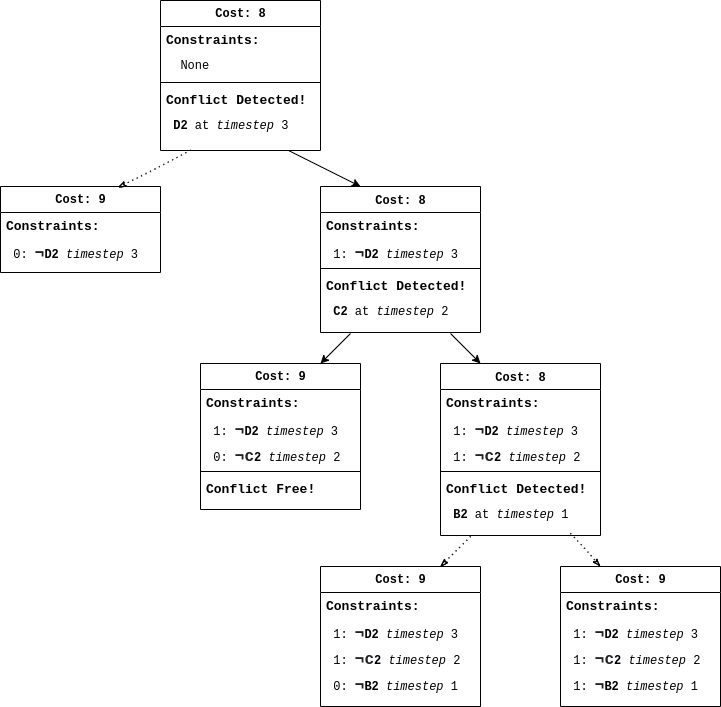 Cost: 8
Constraints:
None
Conflict Detected!
D2 at timestep 3
Cost: 9
Constraints:
0: ¬D2 timestep 3
Cost: 8
Constraints:
1: ¬D2 timestep 3
Conflict Detected!
C2 at timestep 2
Cost: 9
Constraints:
1: ¬D2 timestep 3
0: ¬C2 timestep 2
Conflict Free!
Cost: 8
Constraints:
1: ¬D2 timestep 3
1: ¬C2 timestep 2
Conflict Detected!
B2 at timestep 1
Cost: 9
Constraints:
1: ¬D2 timestep 3
1: ¬C2 timestep 2
0: ¬B2 timestep 1
Cost: 9
Constraints:
1: ¬D2 timestep 3
1: ¬C2 timestep 2
1: ¬B2 timestep 1